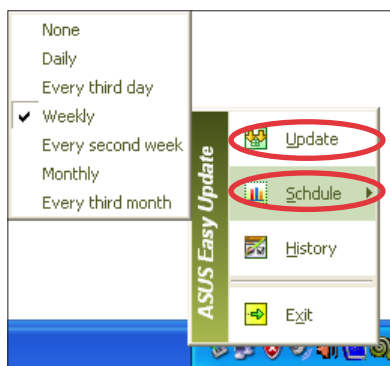 None
Daily
Every third day
Weekly
Every second week
Monthly
Every third month
ASUS Easy Update
Update
Schdule
History
Exit